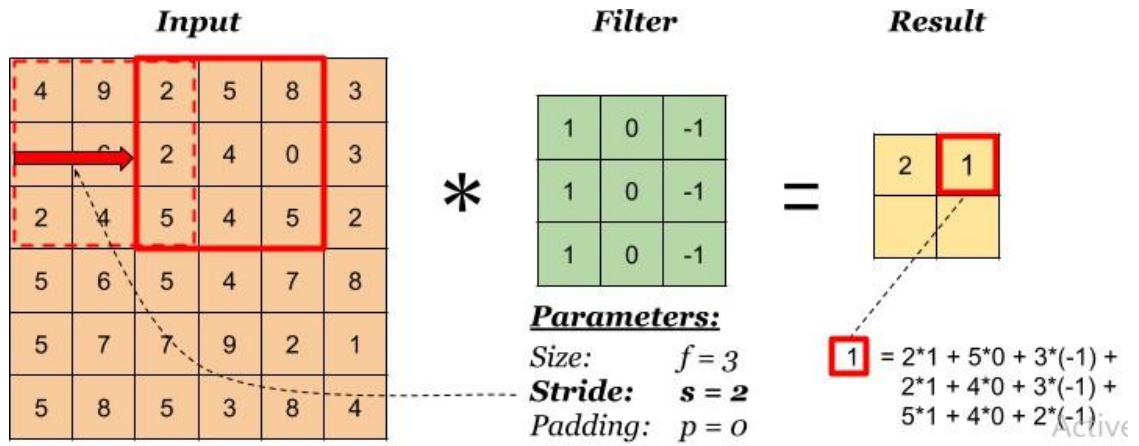 Input Filter Result
4 9 2 5 8 3
2 4 0 3
2 4 5 4 5 2
5 6 5 4 7 8
5 7 7 9 2 1
5 8 5 3 8 4
*
1 0 -1
1 0 -1
1 0 -1
=
2 1
Parameters:
Size: f = 3
Stride: s = 2
Padding: p = 0
1 = 2*1 + 5*0 + 3*(-1) +
2*1 + 4*0 + 3*(-1) +
5*1 + 4*0 + 2*(-1)
Active